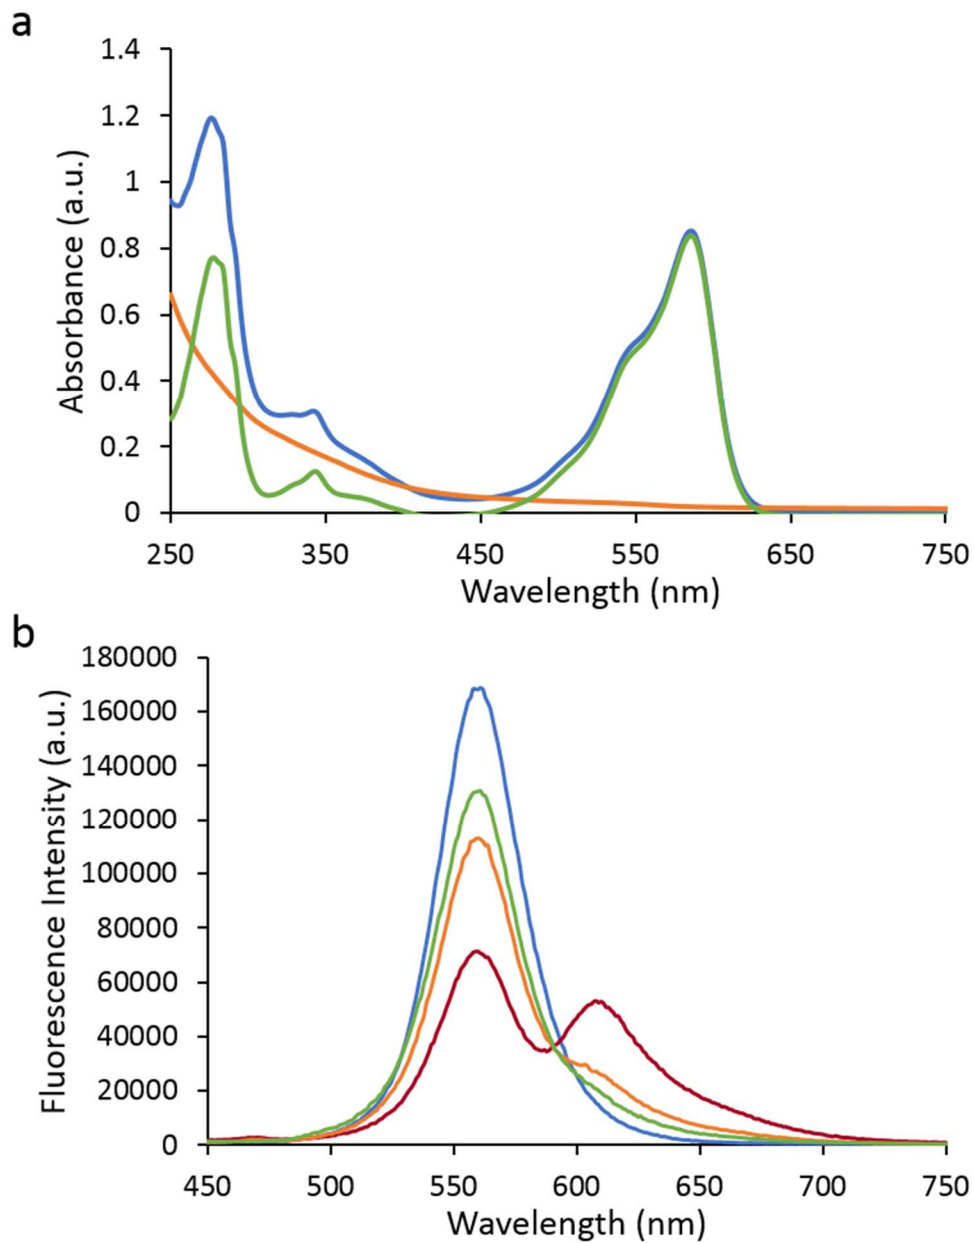 a
Absorbance (a.u.)
1.4
1.2
1
0.8
0.6
0.4
0.2
0
250 350 450 550 650 750
Wavelength (nm)
b
Fluorescence Intensity (a.u.)
180000
160000
140000
120000
100000
80000
60000
40000
20000
0
450 500 550 600 650 700 750
Wavelength (nm)